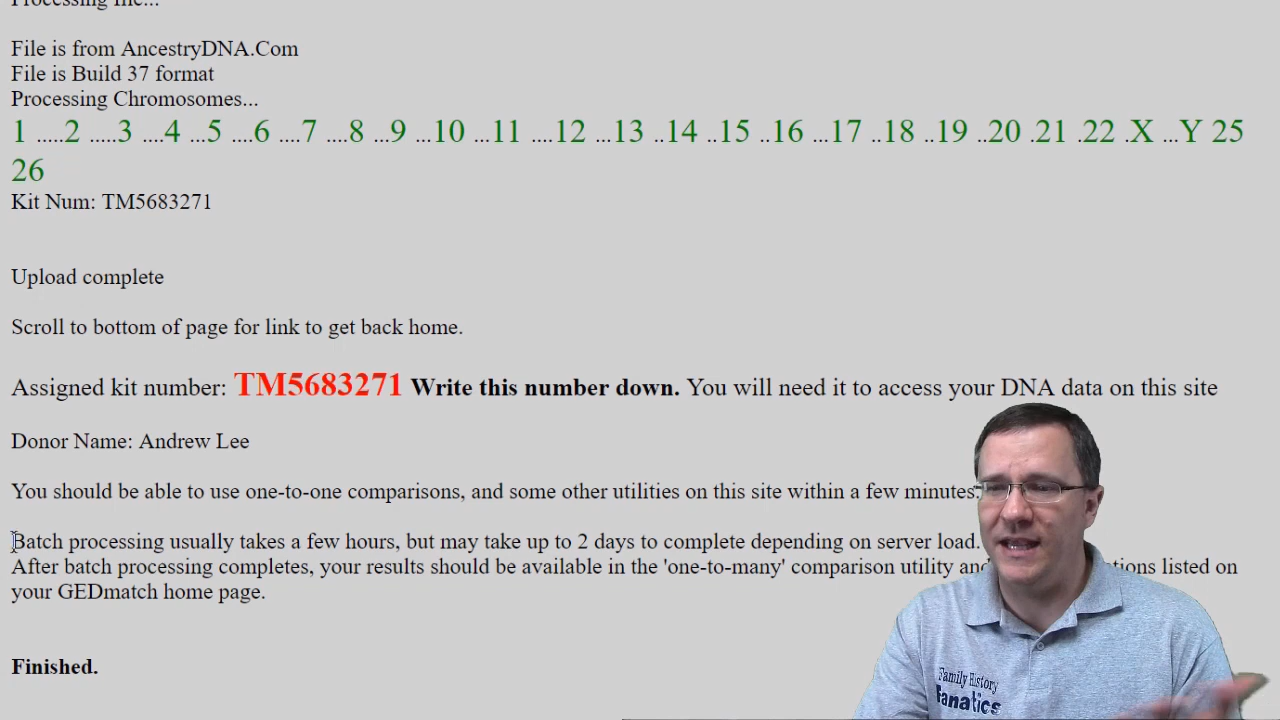 File is from AncestryDNA.Com
File is Build 37 format
Processing Chromosomes...
1 .....2 .....3 ....4 ...5 ....6 ....7 ....8 ...9 ...10 ...11 ....12 ...13 ..14 ..15 ..16 ...17 ..18 ..19 ..20 .21 .22 .X ...Y 25
26
Kit Num: TM5683271
Upload complete
Scroll to bottom of page for link to get back home.
Assigned kit number: TM5683271 Write this number down. You will need it to access your DNA data on this site
Donor Name: Andrew Lee
You should be able to use one-to-one comparisons, and some other utilities on this site within a few minutes.
Batch processing usually takes a few hours, but may take up to 2 days to complete depending on server load.
After batch processing completes, your results should be available in the 'one-to-many' comparison utility and listed on
your GEDmatch home page.
Finished.
Family History
Fanatics